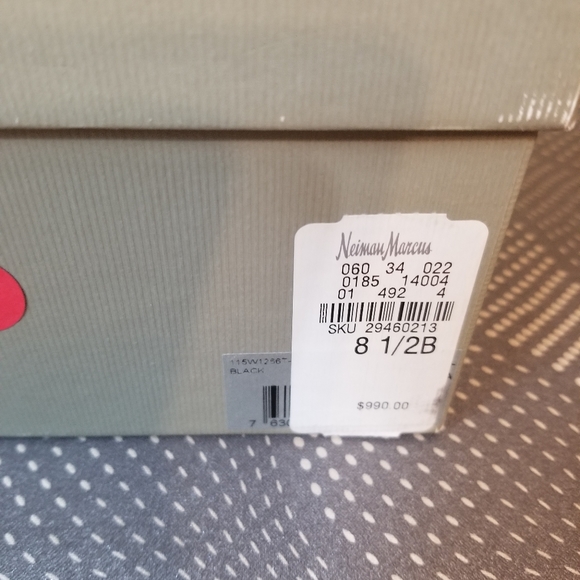 Neiman Marcus
060 34 022
0185 14004
01 492 4
SKU 29460213
8 1/2B
$990.00
BLACK